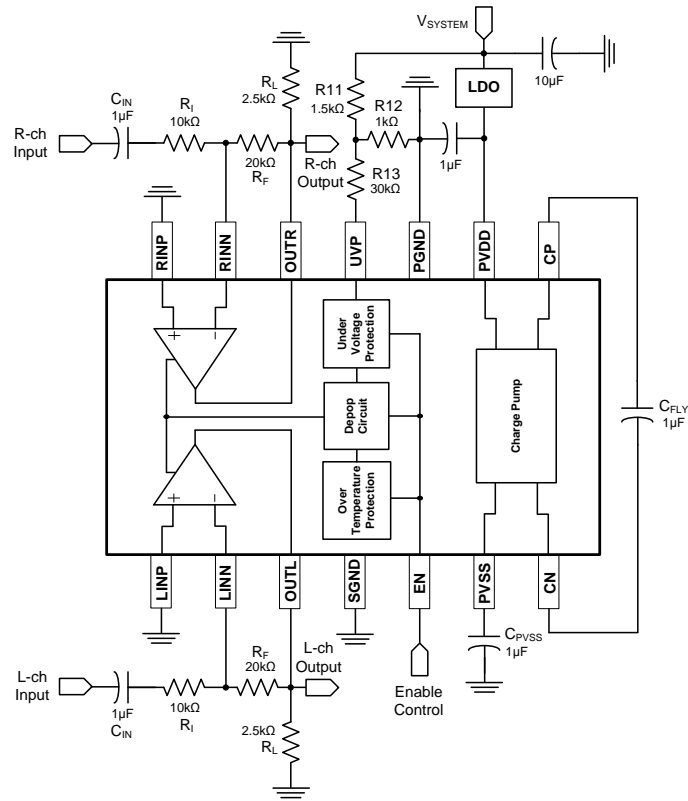 VSYSTEM
10µF
LDO
RL
2.5kΩ
R11
1.5kΩ
R12
1kΩ
1µF
R13
30kΩ
CIN
1µF
RI
10kΩ
R-ch
Input
20kΩ
RF
R-ch
Output
RINP
RINN
OUTR
UVP
PGND
PVDD
CP
+
-
Under
Voltage
Protection
Depop
Circuit
Over
Temperature
Protection
Charge Pump
CFLY
1µF
+
-
LINP
LINN
OUTL
SGND
EN
PVSS
CN
CPVSS
1µF
Enable
Control
L-ch
Input
1µF
CIN
10kΩ
RI
RF
20kΩ
L-ch
Output
2.5kΩ
RL